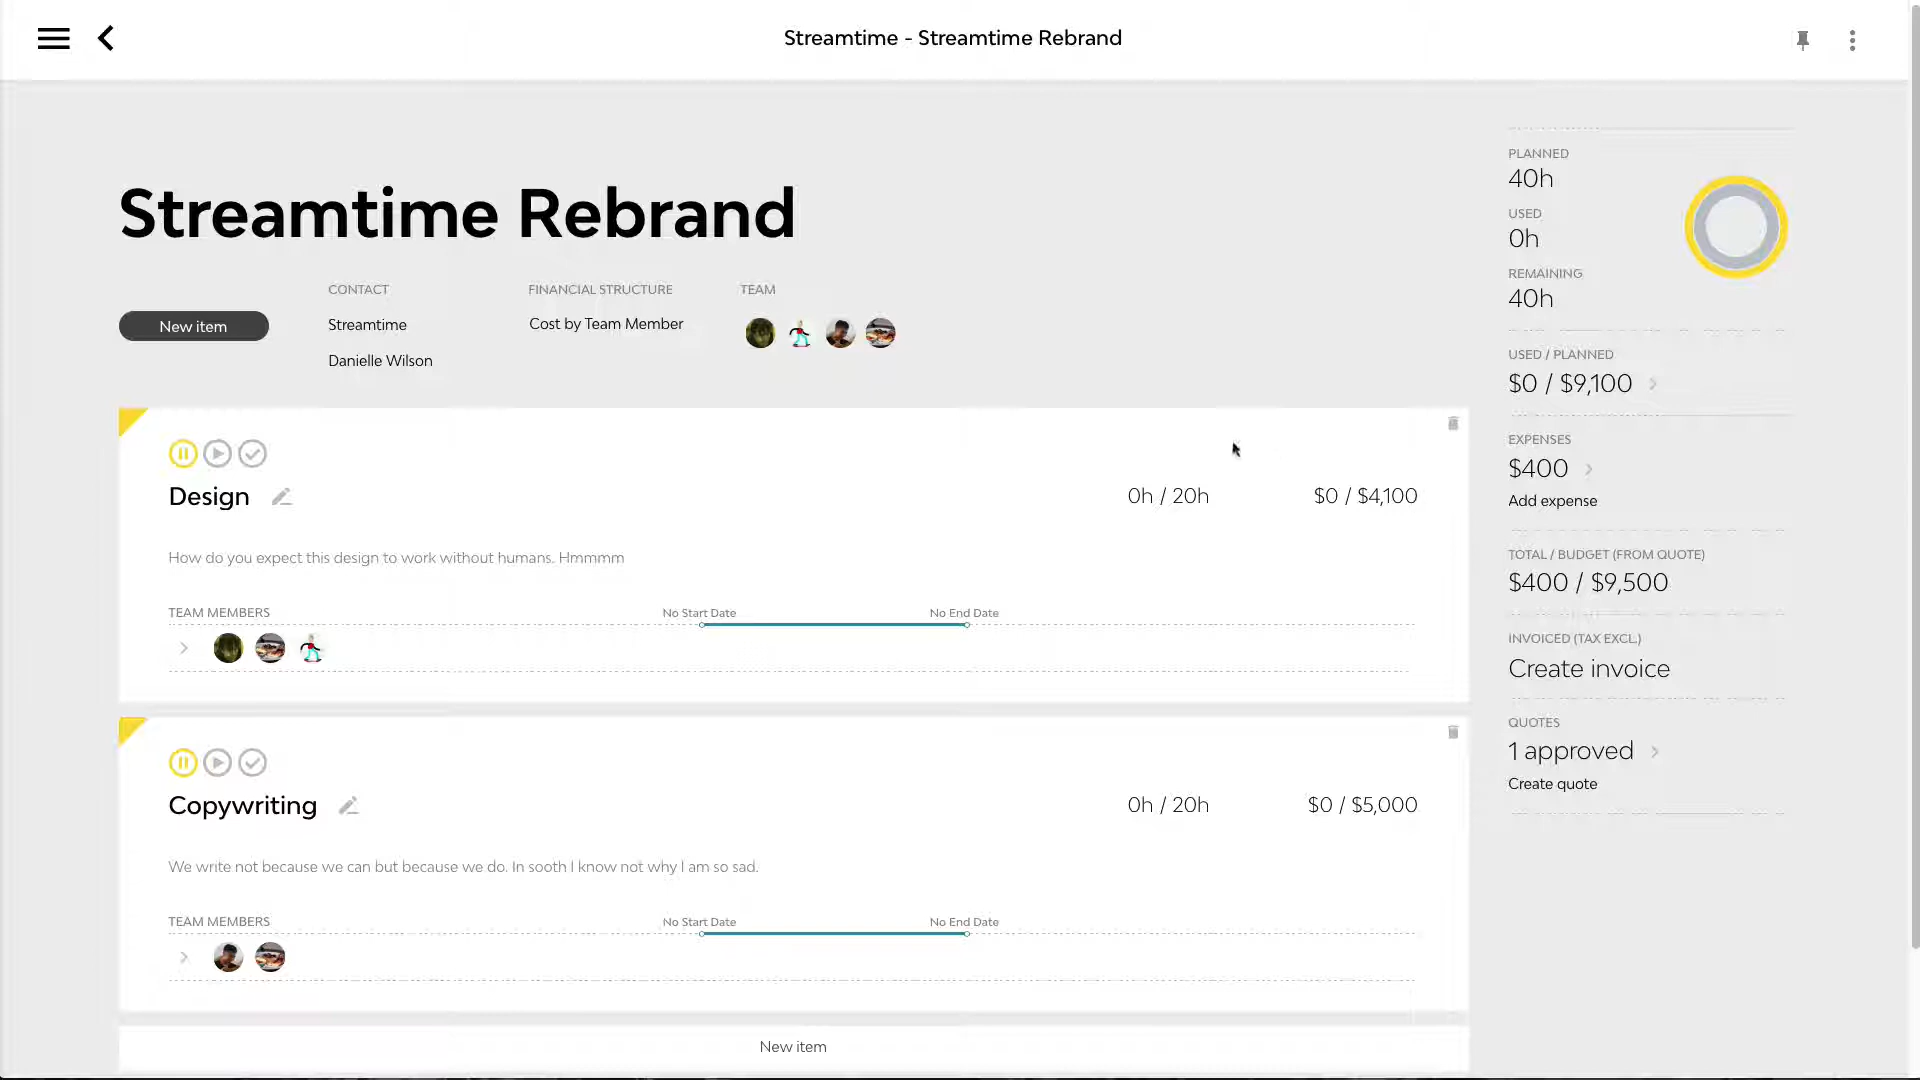 Streamtime - Streamtime Rebrand
Streamtime Rebrand
New item
CONTACT
Streamtime
Danielle Wilson
FINANCIAL STRUCTURE
Cost by Team Member
TEAM
Design
0h / 20h
$0 / $4,100
How do you expect this design to work without humans. Hmmmm
TEAM MEMBERS
No Start Date
No End Date
Copywriting
0h / 20h
$0 / $5,000
We write not because we can but because we do. In sooth I know not why I am so sad.
TEAM MEMBERS
No Start Date
No End Date
New item
PLANNED
40h
USED
0h
REMAINING
40h
USED / PLANNED
$0 / $9,100
EXPENSES
$400
Add expense
TOTAL / BUDGET (FROM QUOTE)
$400 / $9,500
INVOICED (TAX EXCL.)
Create invoice
QUOTES
1 approved
Create quote